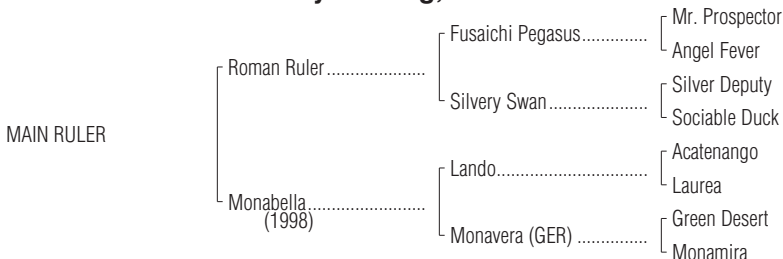 Mr. Prospector
Fusaichi Pegasus..............
Angel Fever
Roman Ruler.....................
Silver Deputy
Silvery Swan.....................
Sociable Duck
MAIN RULER
Acatenango
Lando................................
Laurea
Monabella.........................
(1998)
Green Desert
Monavera (GER) ...............
Monamira